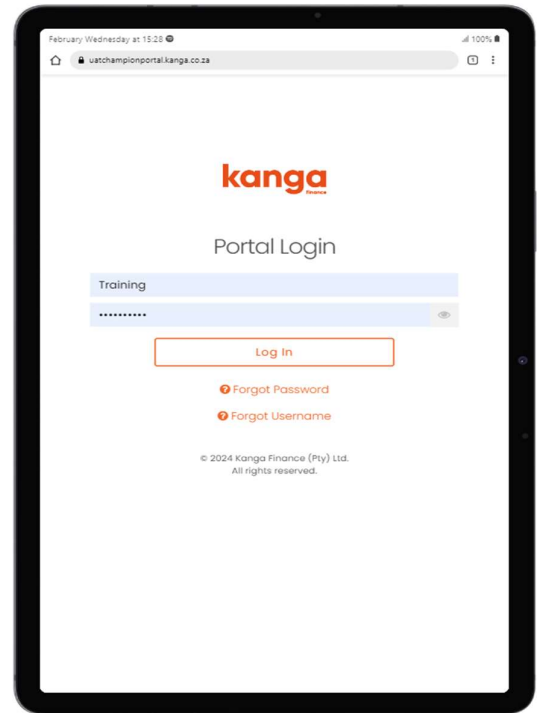 February Wednesday at 15:28
100%
uatchampionportal.kanga.co.za
1
kanga
Finance
Portal Login
Training
••••••••••
Log In
Forgot Password
Forgot Username
© 2024 Kanga Finance (Pty) Ltd.
All rights reserved.